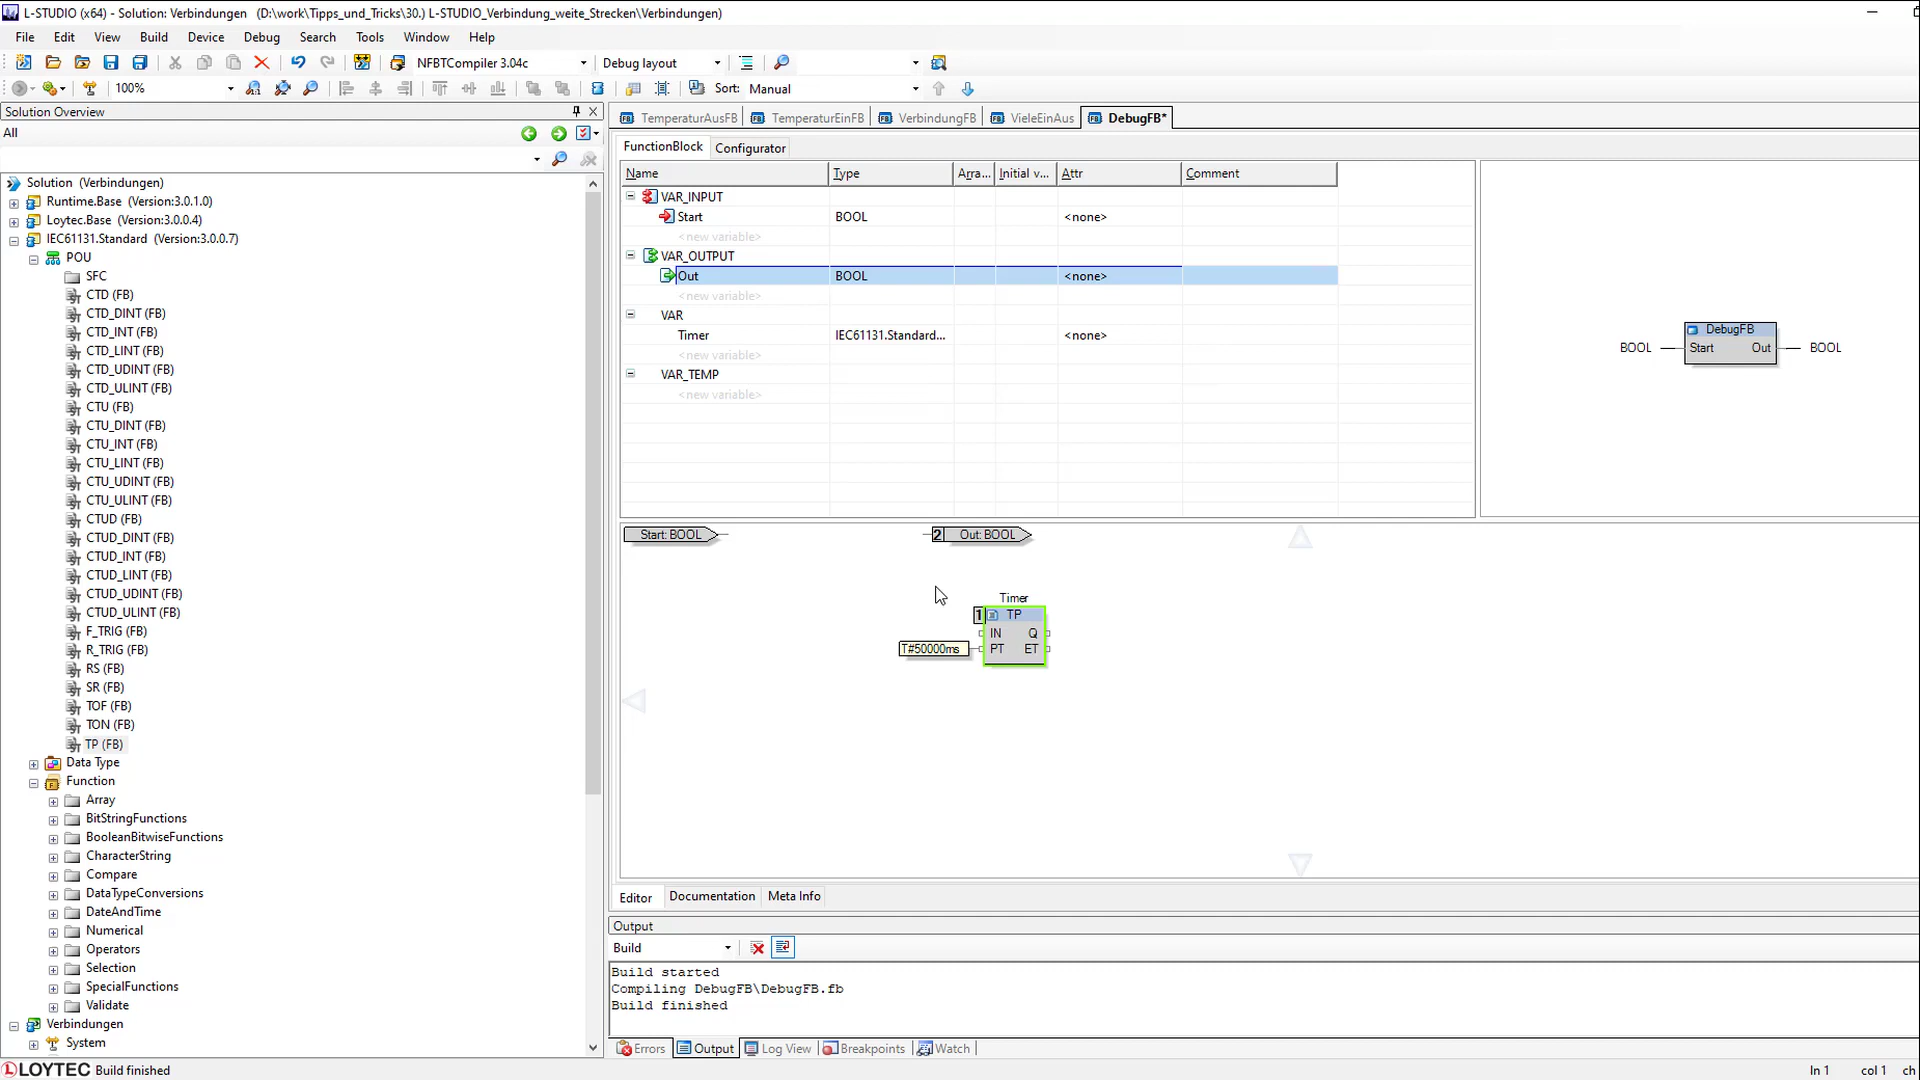 L-STUDIO (x64) - Solution: Verbindungen   (D:\work\Tipps_und_Tricks\30.) L-STUDIO_Verbindung_weite_Strecken\Verbindungen)
File Edit View Build Device Debug Search Tools Window Help
NFBTCompiler 3.04c Debug layout
100% Sort: Manual
Solution Overview
All
Solution (Verbindungen)
Runtime.Base (Version:3.0.1.0)
Loytec.Base (Version:3.0.0.4)
IEC61131.Standard (Version:3.0.0.7)
POU
SFC
CTD (FB)
CTD_DINT (FB)
CTD_INT (FB)
CTD_LINT (FB)
CTD_UDINT (FB)
CTD_ULINT (FB)
CTU (FB)
CTU_DINT (FB)
CTU_INT (FB)
CTU_LINT (FB)
CTU_UDINT (FB)
CTU_ULINT (FB)
CTUD (FB)
CTUD_DINT (FB)
CTUD_INT (FB)
CTUD_LINT (FB)
CTUD_UDINT (FB)
CTUD_ULINT (FB)
F_TRIG (FB)
R_TRIG (FB)
RS (FB)
SR (FB)
TOF (FB)
TON (FB)
TP (FB)
Data Type
Function
Array
BitStringFunctions
BooleanBitwiseFunctions
CharacterString
Compare
DataTypeConversions
DateAndTime
Numerical
Operators
Selection
SpecialFunctions
Validate
Verbindungen
System
TemperaturAusFB TemperaturEinFB VerbindungFB VieleEinAus DebugFB*
FunctionBlock Configurator
Name Type Arra... Initial v... Attr Comment
VAR_INPUT
Start BOOL <none>
<new variable>
VAR_OUTPUT
Out BOOL <none>
<new variable>
VAR
Timer IEC61131.Standard... <none>
<new variable>
VAR_TEMP
<new variable>
DebugFB
BOOL Start Out BOOL
Start: BOOL 2 Out: BOOL
Timer
1 TP
IN Q
T#50000ms PT ET
Editor Documentation Meta Info
Output
Build
Build started
Compiling DebugFB\DebugFB.fb
Build finished
Errors Output Log View Breakpoints Watch
LOYTEC Build finished ln 1 col 1 ch